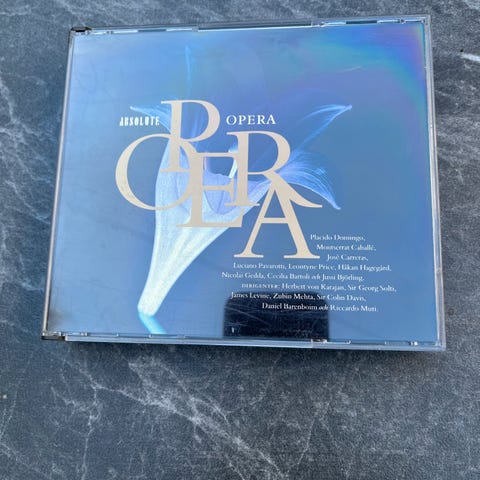 ABSOLUTE OPERA
OPERA
Placido Domingo,
Montserrat Caballé,
José Carreras,
Luciano Pavarotti, Leontyne Price, Håkan Hagegård,
Nicolai Gedda, Cecilia Bartoli och Jussi Björling.
DIRIGENTER: Herbert von Karajan, Sir Georg Solti,
James Levine, Zubin Mehta, Sir Colin Davis,
Daniel Barenboim och Riccardo Muti.